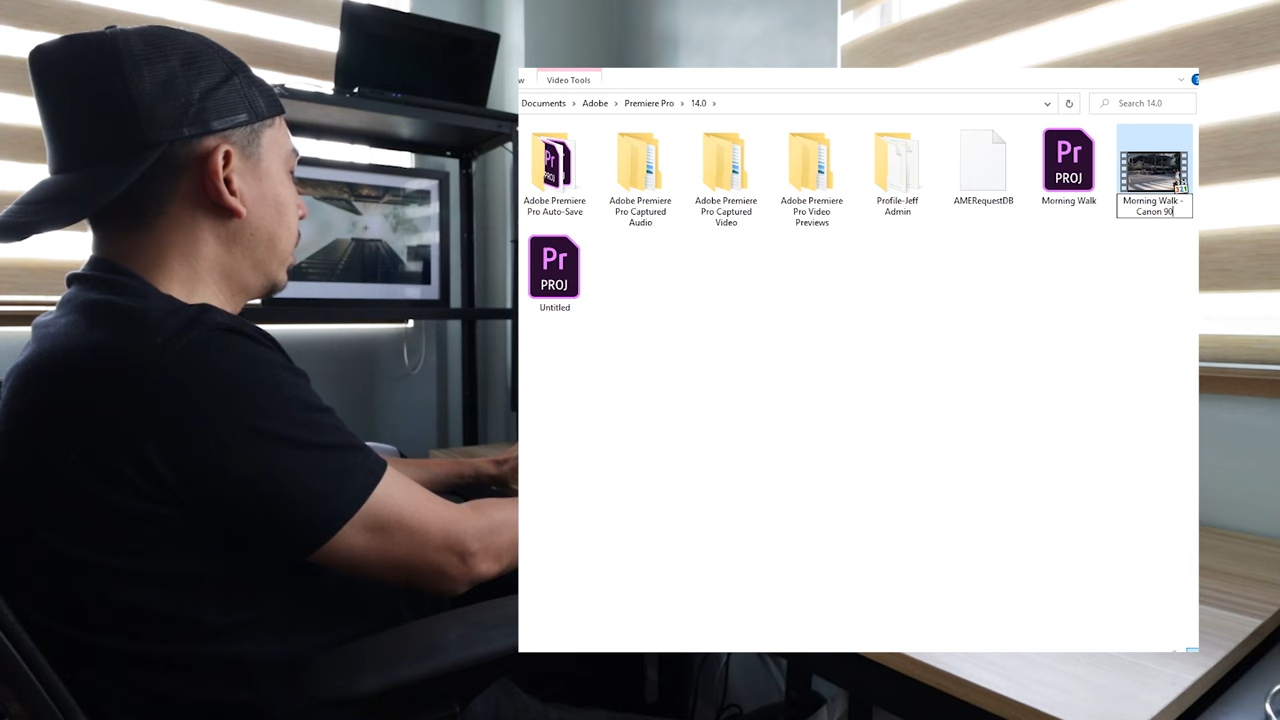 w
Video Tools
Documents > Adobe > Premiere Pro > 14.0 >
Search 14.0
Adobe Premiere
Pro Auto-Save
Adobe Premiere
Pro Captured
Audio
Adobe Premiere
Pro Captured
Video
Adobe Premiere
Pro Video
Previews
Profile-Jeff
Admin
AMERequestDB
Pr
PROJ
Morning Walk
Morning Walk -
Canon 90
Pr
PROJ
Untitled
Pr
PROJ